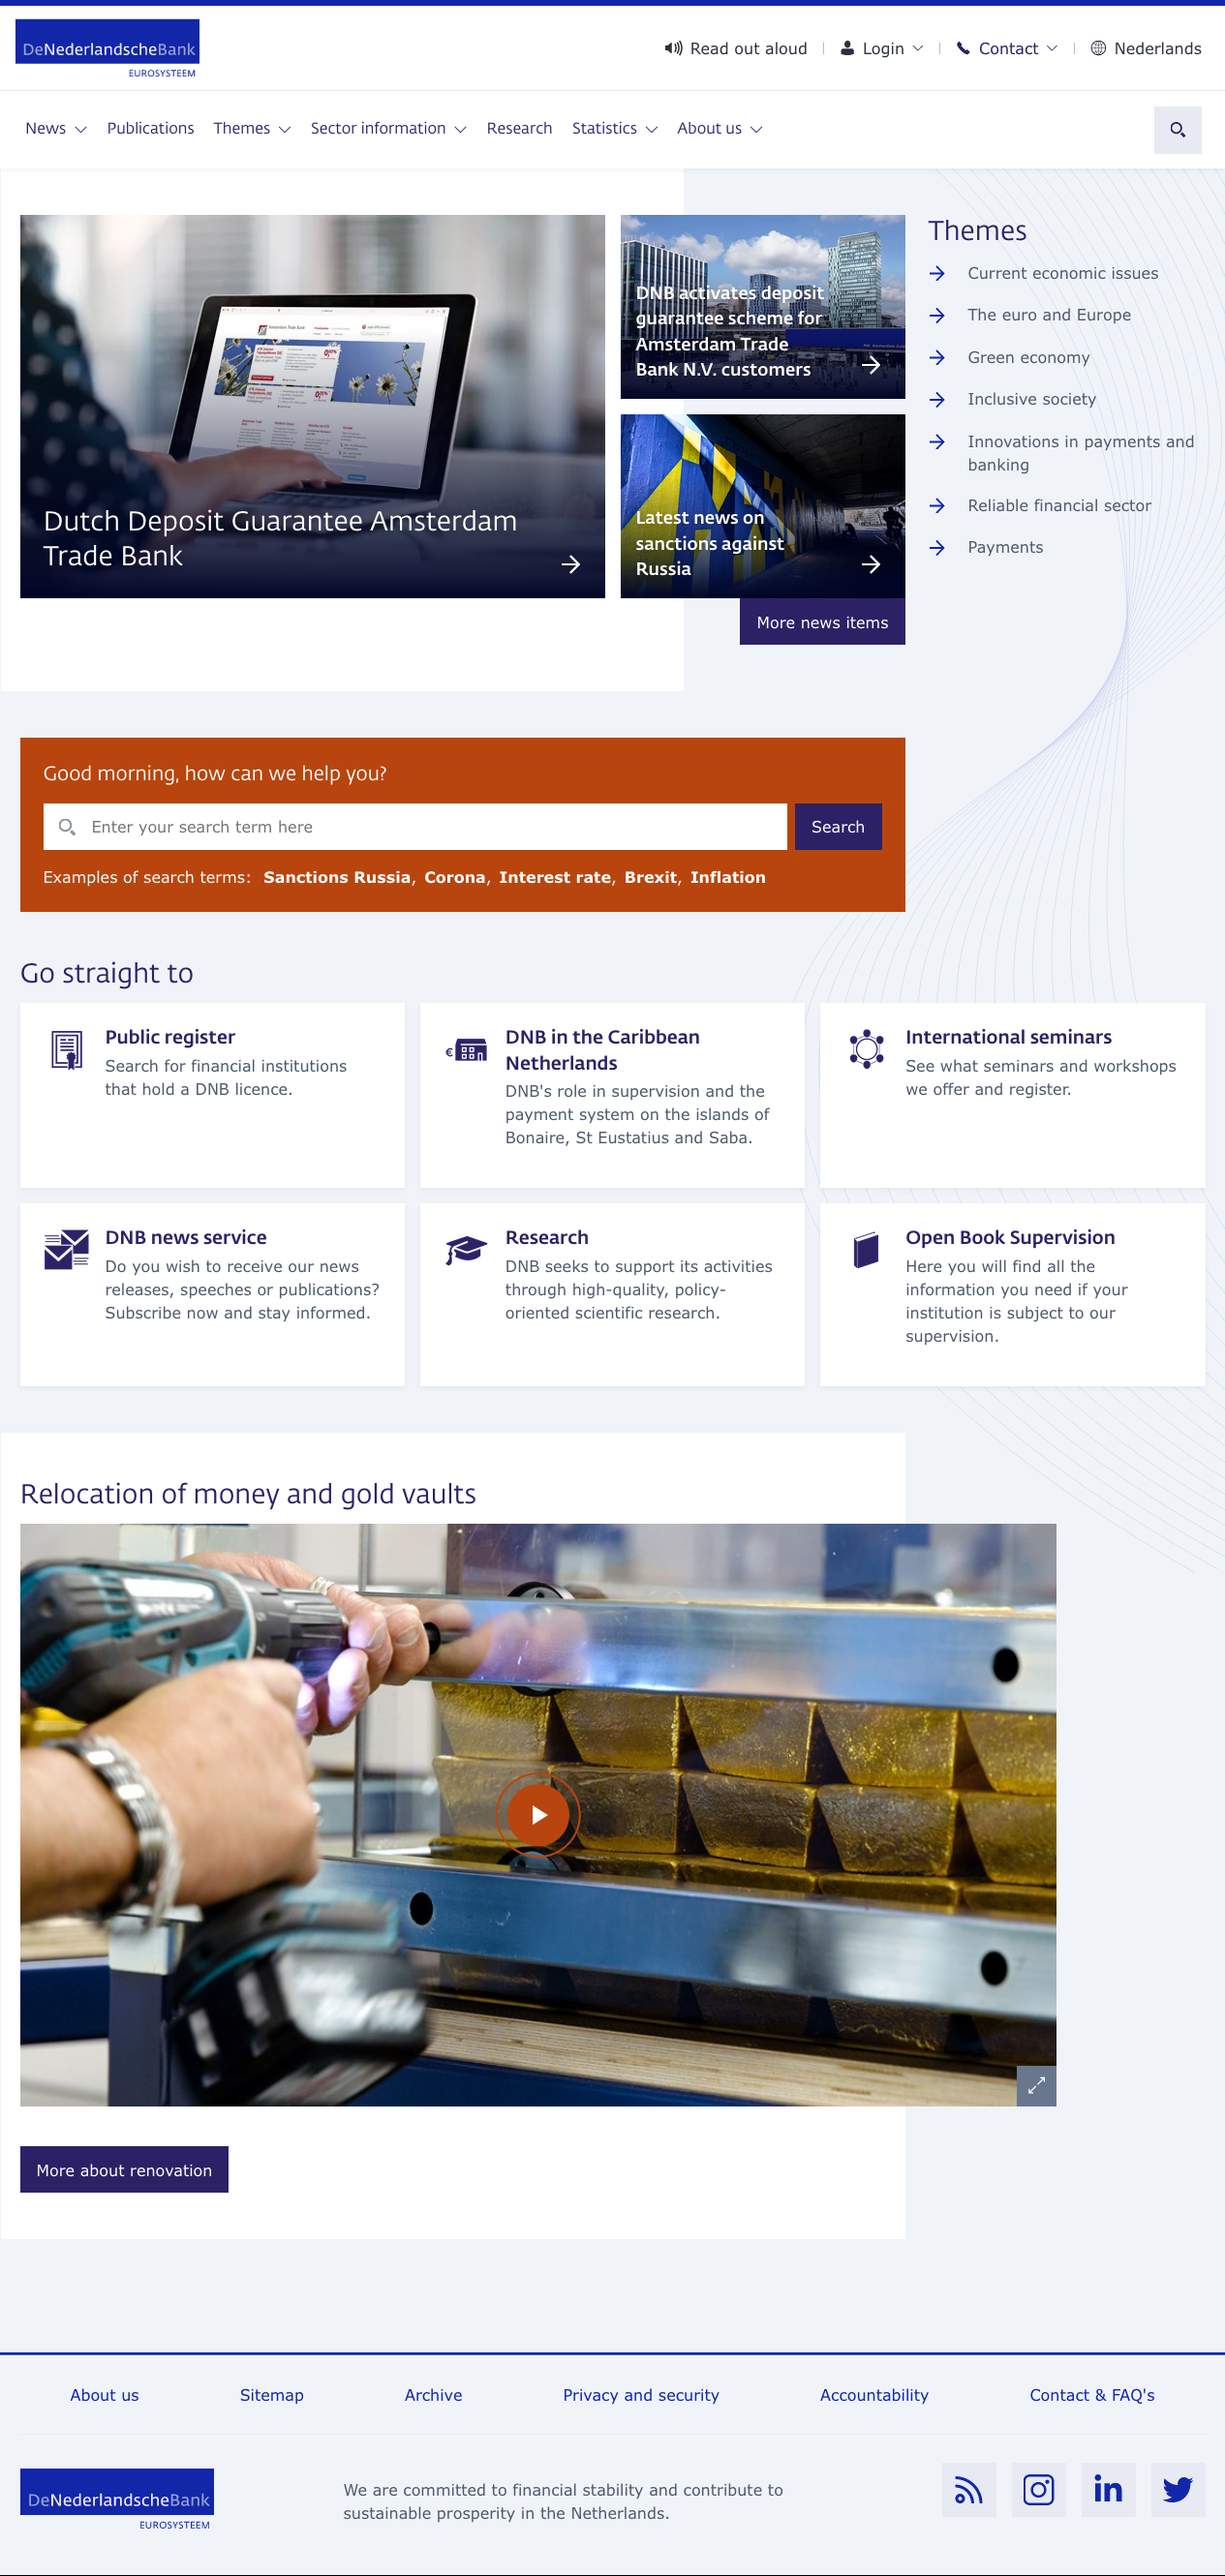 DeNederlandscheBank
EUROSYSTEEM
Read out aloud
Login
Contact
Nederlands
News
Publications
Themes
Sector information
Research
Statistics
About us
Dutch Deposit Guarantee Amsterdam
Trade Bank
DNB activates deposit
guarantee scheme for
Amsterdam Trade
Bank N.V. customers
Latest news on
sanctions against
Russia
More news items
Themes
Current economic issues
The euro and Europe
Green economy
Inclusive society
Innovations in payments and
banking
Reliable financial sector
Payments
Good morning, how can we help you?
Enter your search term here
Search
Examples of search terms: Sanctions Russia, Corona, Interest rate, Brexit, Inflation
Go straight to
Public register
Search for financial institutions
that hold a DNB licence.
DNB in the Caribbean
Netherlands
DNB's role in supervision and the
payment system on the islands of
Bonaire, St Eustatius and Saba.
International seminars
See what seminars and workshops
we offer and register.
DNB news service
Do you wish to receive our news
releases, speeches or publications?
Subscribe now and stay informed.
Research
DNB seeks to support its activities
through high-quality, policy-
oriented scientific research.
Open Book Supervision
Here you will find all the
information you need if your
institution is subject to our
supervision.
Relocation of money and gold vaults
More about renovation
About us
Sitemap
Archive
Privacy and security
Accountability
Contact & FAQ's
DeNederlandscheBank
EUROSYSTEEM
We are committed to financial stability and contribute to
sustainable prosperity in the Netherlands.